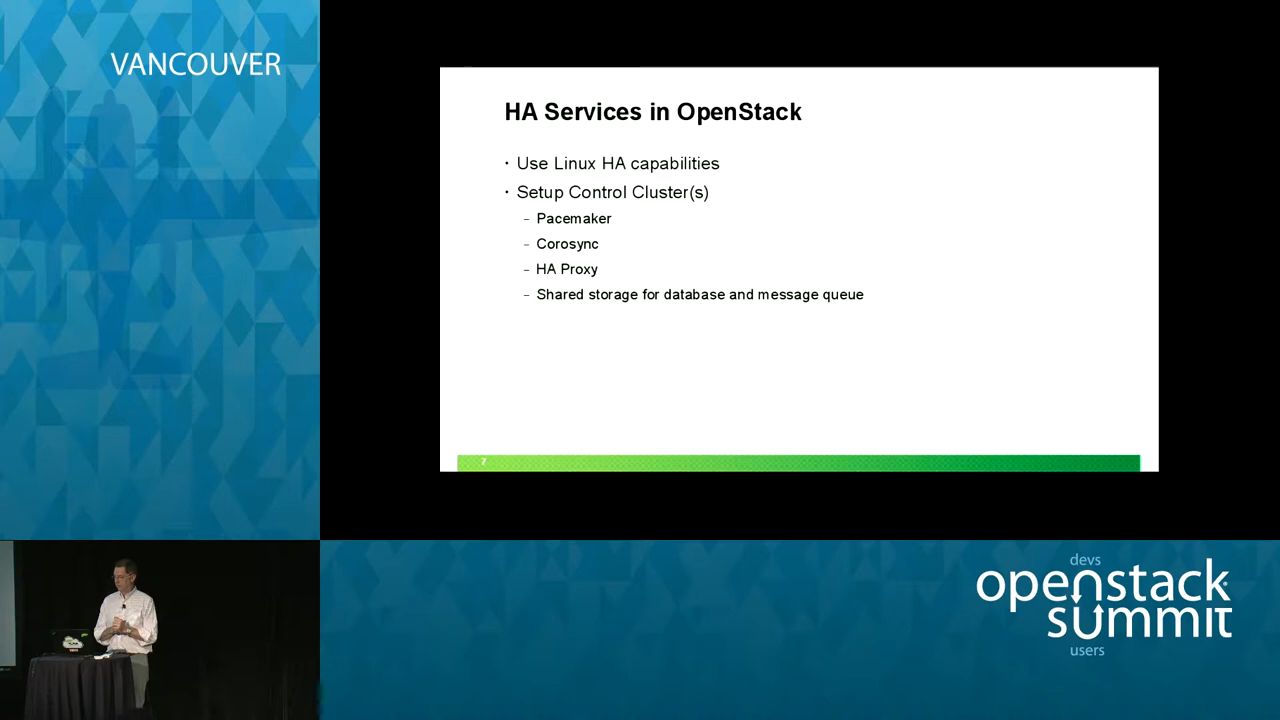 VANCOUVER
HA Services in OpenStack
· Use Linux HA capabilities
· Setup Control Cluster(s)
– Pacemaker
– Corosync
– HA Proxy
– Shared storage for database and message queue
7
devs
openstack
summit
users